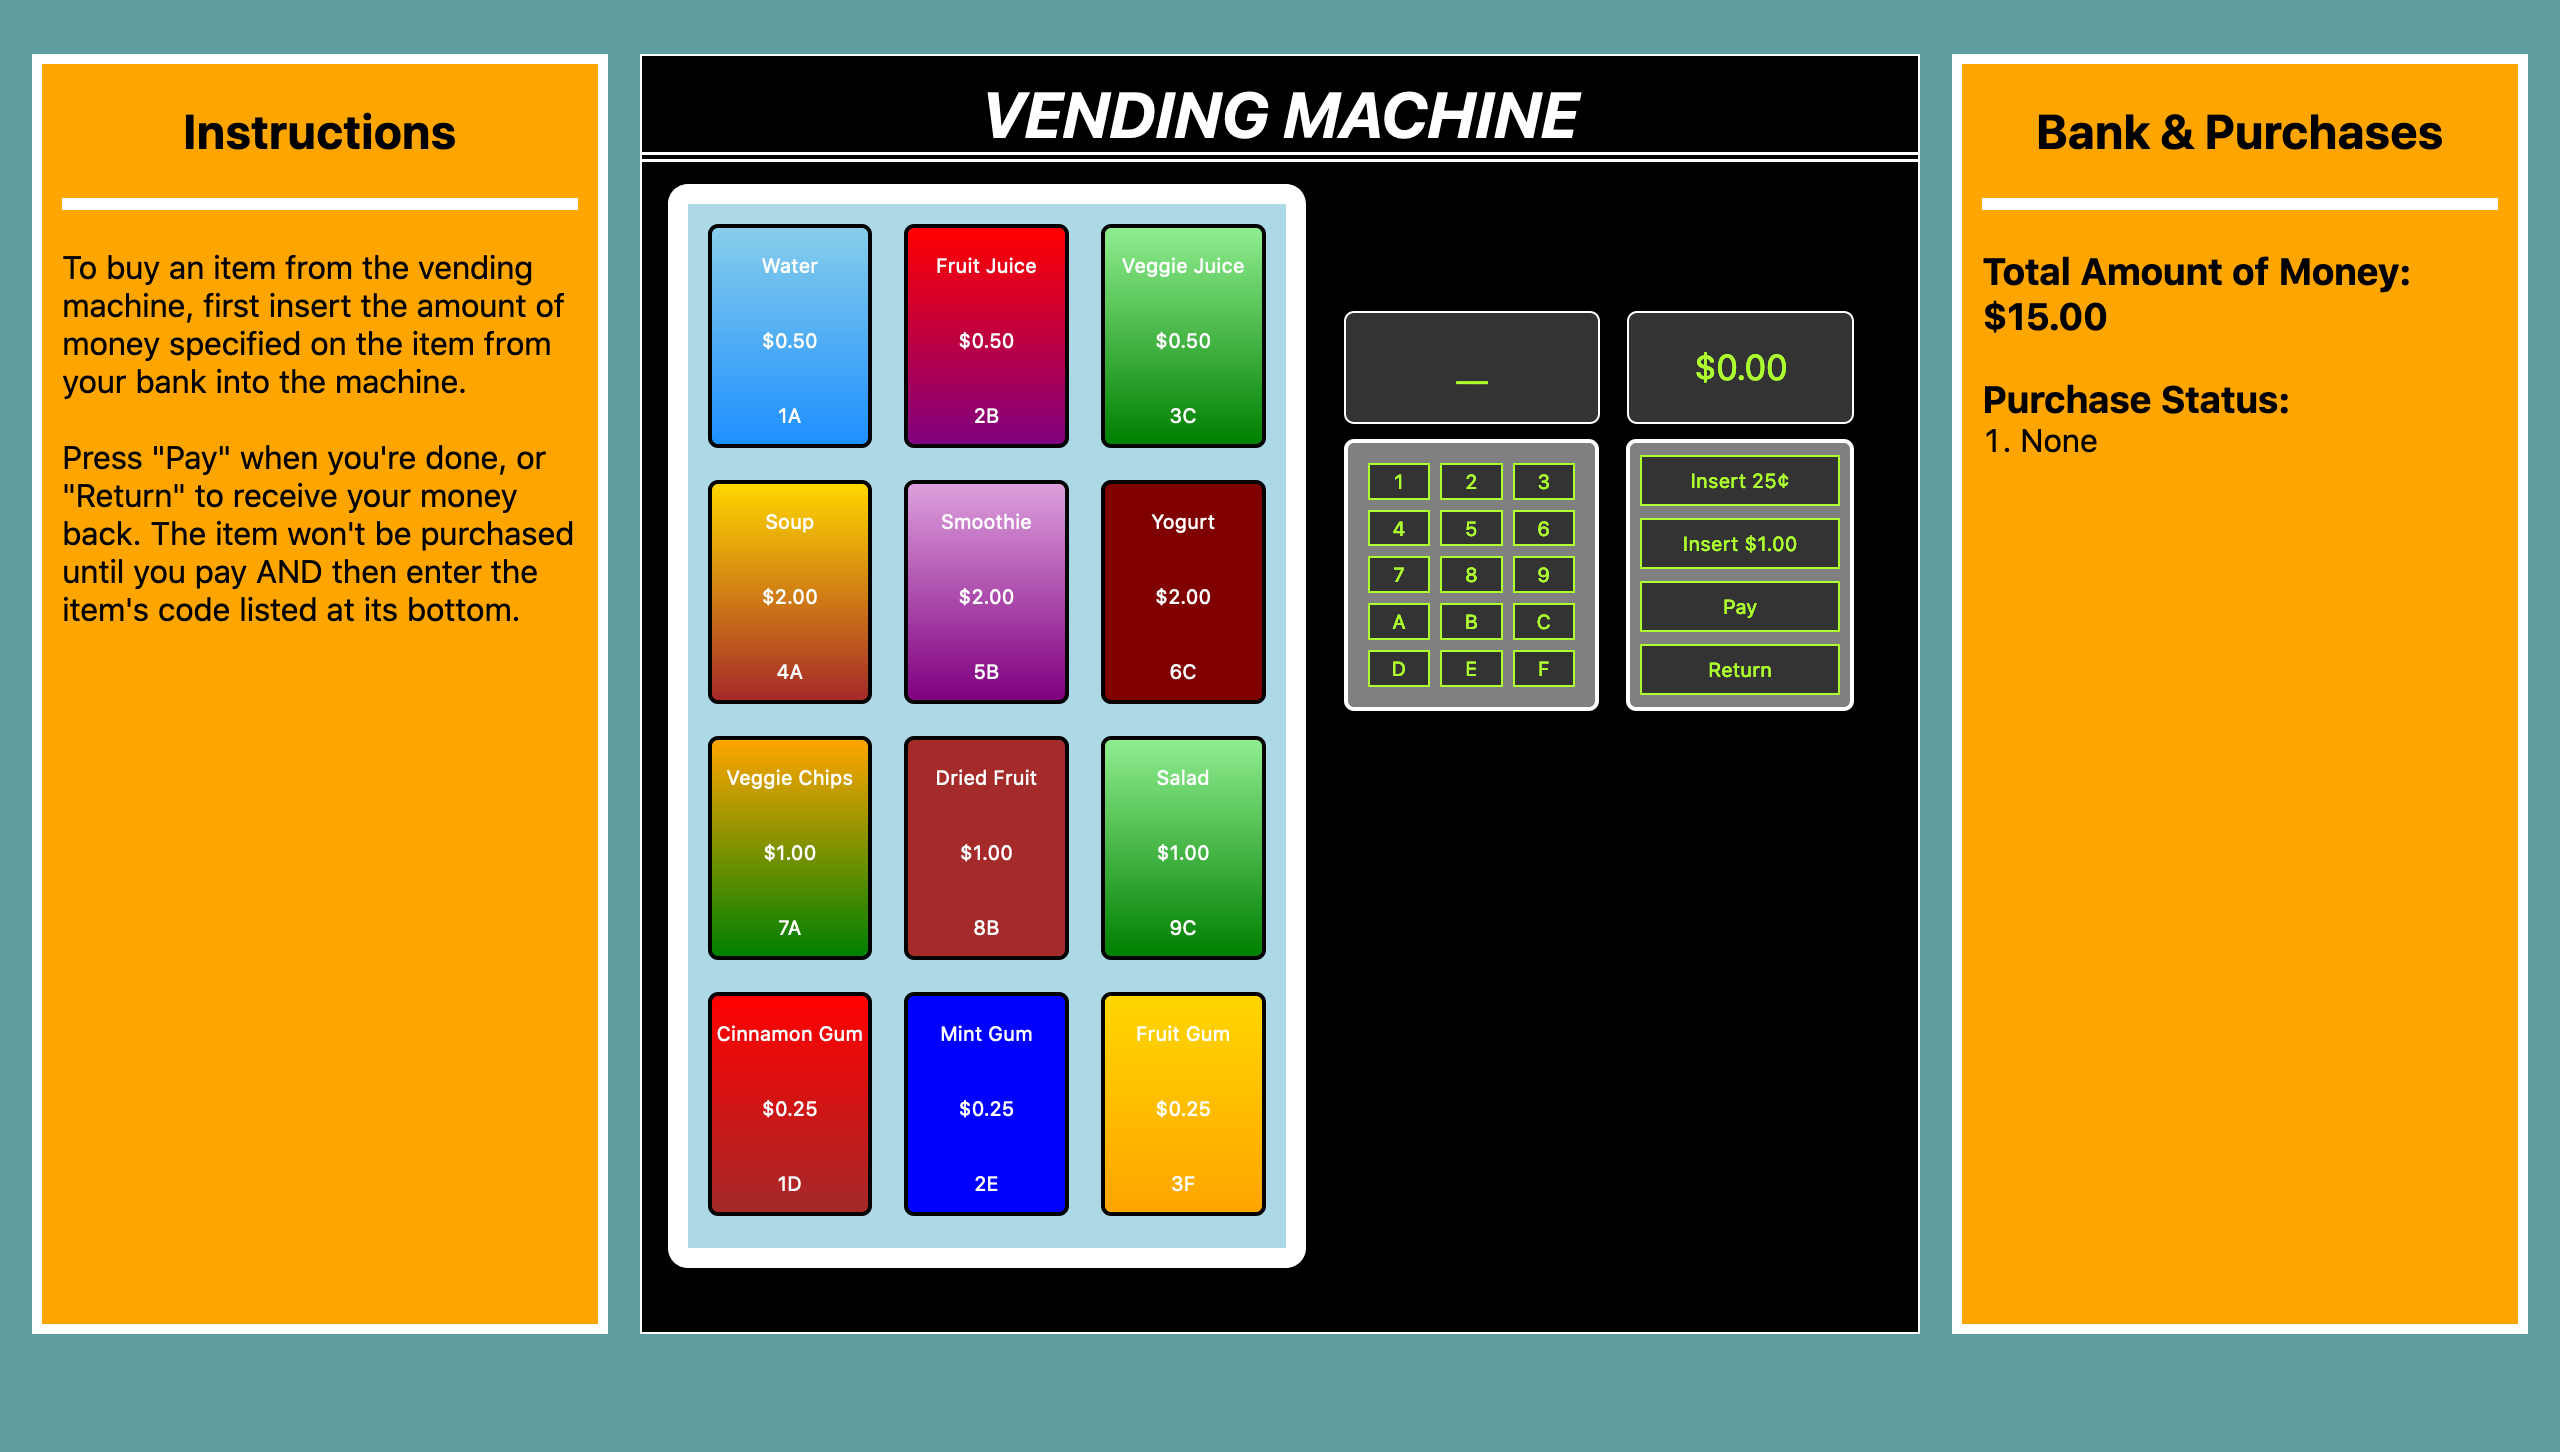 Instructions
To buy an item from the vending
machine, first insert the amount of
money specified on the item from
your bank into the machine.
Press "Pay" when you're done, or
"Return" to receive your money
back. The item won't be purchased
until you pay AND then enter the
item's code listed at its bottom.
VENDING MACHINE
Water
$0.50
1A
Fruit Juice
$0.50
2B
Veggie Juice
$0.50
3C
Soup
$2.00
4A
Smoothie
$2.00
5B
Yogurt
$2.00
6C
Veggie Chips
$1.00
7A
Dried Fruit
$1.00
8B
Salad
$1.00
9C
Cinnamon Gum
$0.25
1D
Mint Gum
$0.25
2E
Fruit Gum
$0.25
3F
__
$0.00
1 2 3
4 5 6
7 8 9
A B C
D E F
Insert 25¢
Insert $1.00
Pay
Return
Bank & Purchases
Total Amount of Money:
$15.00
Purchase Status:
1. None